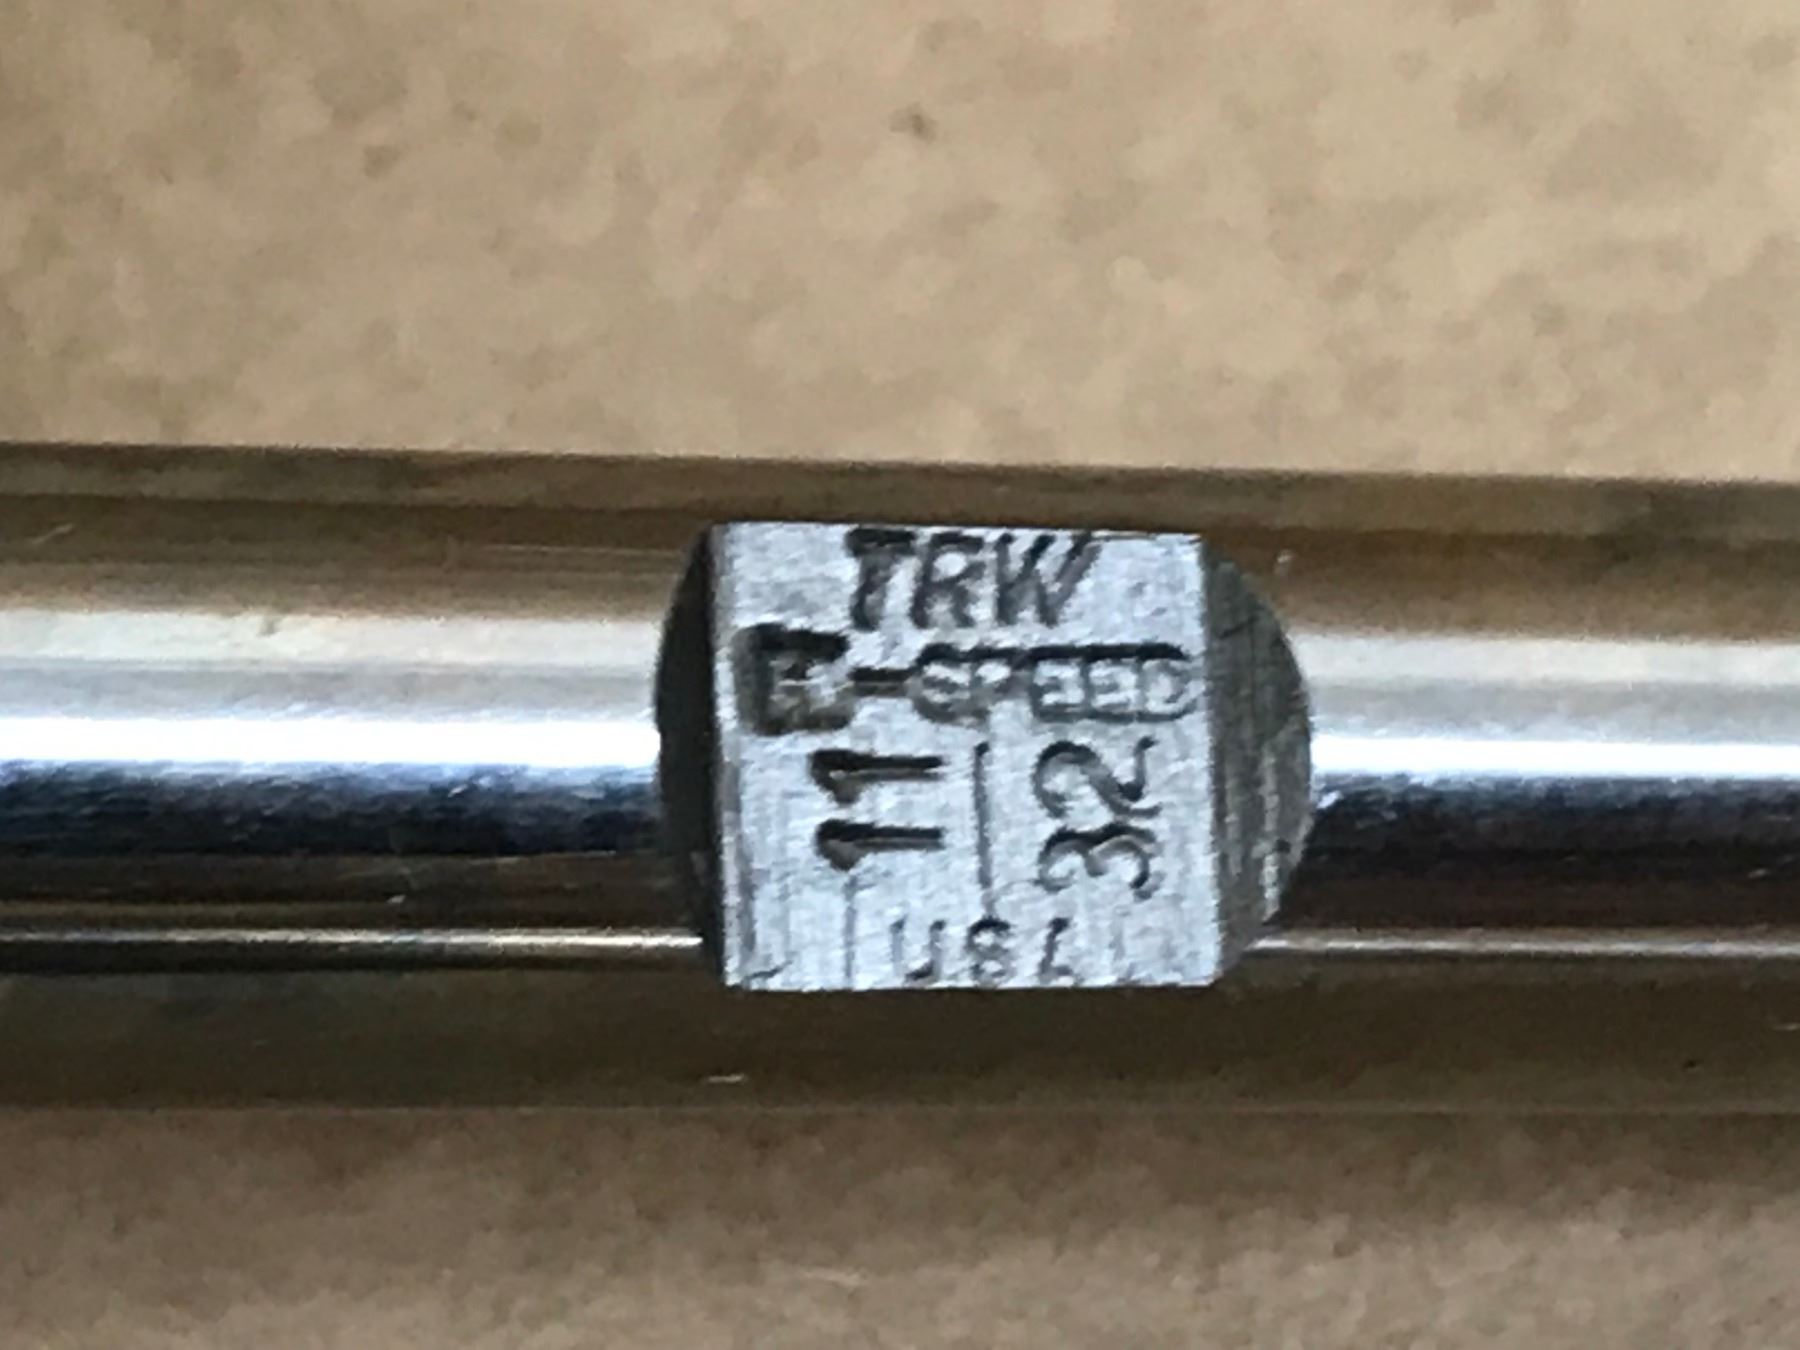 TRW
H-SPEED
11
32
USA